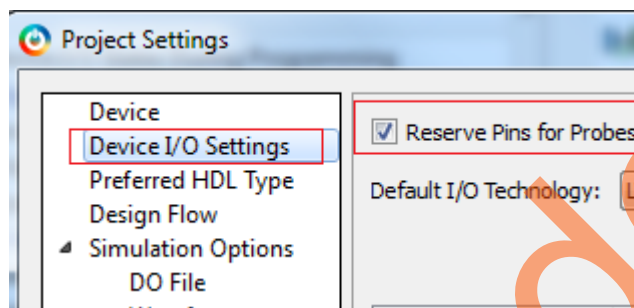 Project Settings
Device
Device I/O Settings
Preferred HDL Type
Design Flow
Simulation Options
DO File
Reserve Pins for Probes
Default I/O Technology: